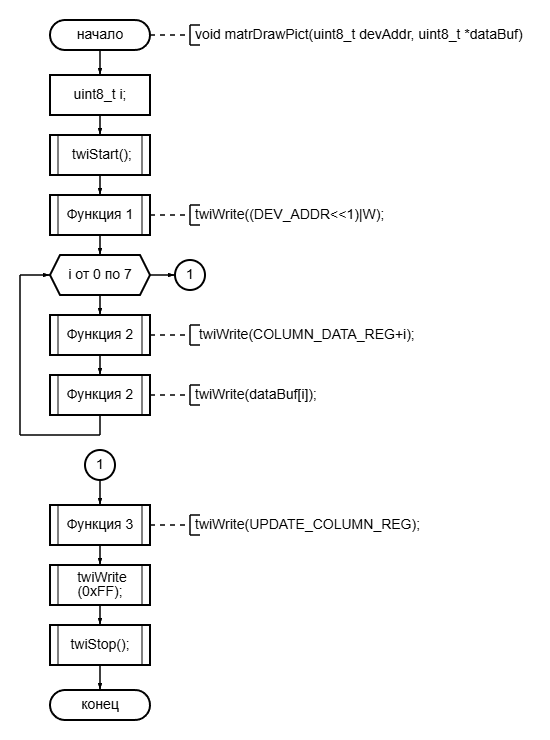 начало
void matrDrawPict(uint8_t devAddr, uint8_t *dataBuf)
uint8_t i;
twiStart();
Функция 1
twiWrite((DEV_ADDR<<1)|W);
i от 0 по 7
1
Функция 2
twiWrite(COLUMN_DATA_REG+i);
Функция 2
twiWrite(dataBuf[i]);
1
Функция 3
twiWrite(UPDATE_COLUMN_REG);
twiWrite
(0xFF);
twiStop();
конец